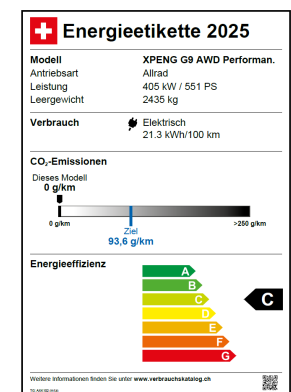 Energieetikette 2025
Modell XPENG G9 AWD Performan.
Antriebsart Allrad
Leistung 405 kW / 551 PS
Leergewicht 2435 kg
Verbrauch Elektrisch
21.3 kWh/100 km
CO₂-Emissionen
Dieses Modell
0 g/km
0 g/km >250 g/km
Ziel
93,6 g/km
Energieeffizienz
A
B
C
C
D
E
F
G
Weitere Informationen finden Sie unter www.verbrauchskatalog.ch